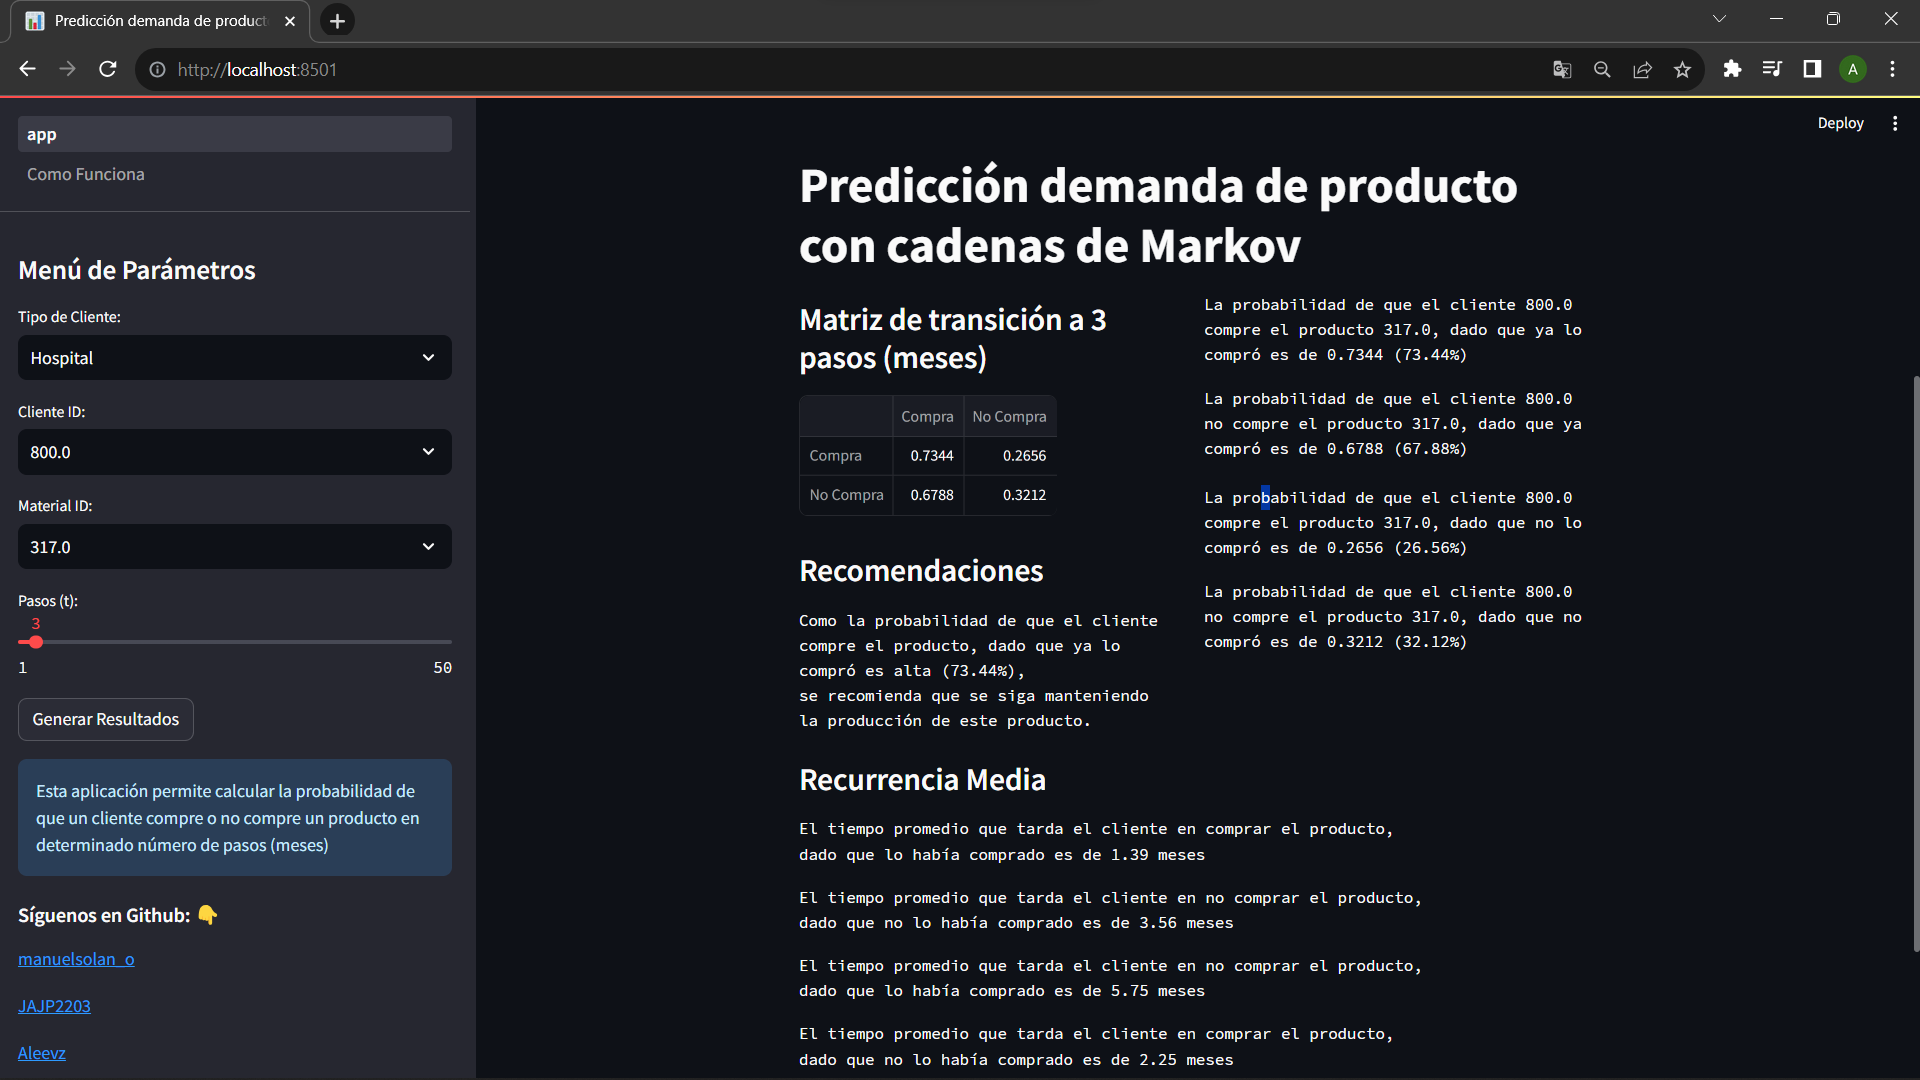 Predicción demanda de product
http://localhost:8501
A
Deploy
app
Como Funciona
Menú de Parámetros
Tipo de Cliente:
Hospital
Cliente ID:
800.0
Material ID:
317.0
Pasos (t):
3
1 50
Generar Resultados
Esta aplicación permite calcular la probabilidad de
que un cliente compre o no compre un producto en
determinado número de pasos (meses)
Síguenos en Github: 👇
manuelsolan_o
JAJP2203
Aleevz
Predicción demanda de producto
con cadenas de Markov
Matriz de transición a 3
pasos (meses)
Compra No Compra
Compra 0.7344 0.2656
No Compra 0.6788 0.3212
Recomendaciones
Como la probabilidad de que el cliente
compre el producto, dado que ya lo
compró es alta (73.44%),
se recomienda que se siga manteniendo
la producción de este producto.
La probabilidad de que el cliente 800.0
compre el producto 317.0, dado que ya lo
compró es de 0.7344 (73.44%)
La probabilidad de que el cliente 800.0
no compre el producto 317.0, dado que ya
compró es de 0.6788 (67.88%)
La probabilidad de que el cliente 800.0
compre el producto 317.0, dado que no lo
compró es de 0.2656 (26.56%)
La probabilidad de que el cliente 800.0
no compre el producto 317.0, dado que no
compró es de 0.3212 (32.12%)
Recurrencia Media
El tiempo promedio que tarda el cliente en comprar el producto,
dado que lo había comprado es de 1.39 meses
El tiempo promedio que tarda el cliente en no comprar el producto,
dado que no lo había comprado es de 3.56 meses
El tiempo promedio que tarda el cliente en no comprar el producto,
dado que lo había comprado es de 5.75 meses
El tiempo promedio que tarda el cliente en comprar el producto,
dado que no lo había comprado es de 2.25 meses